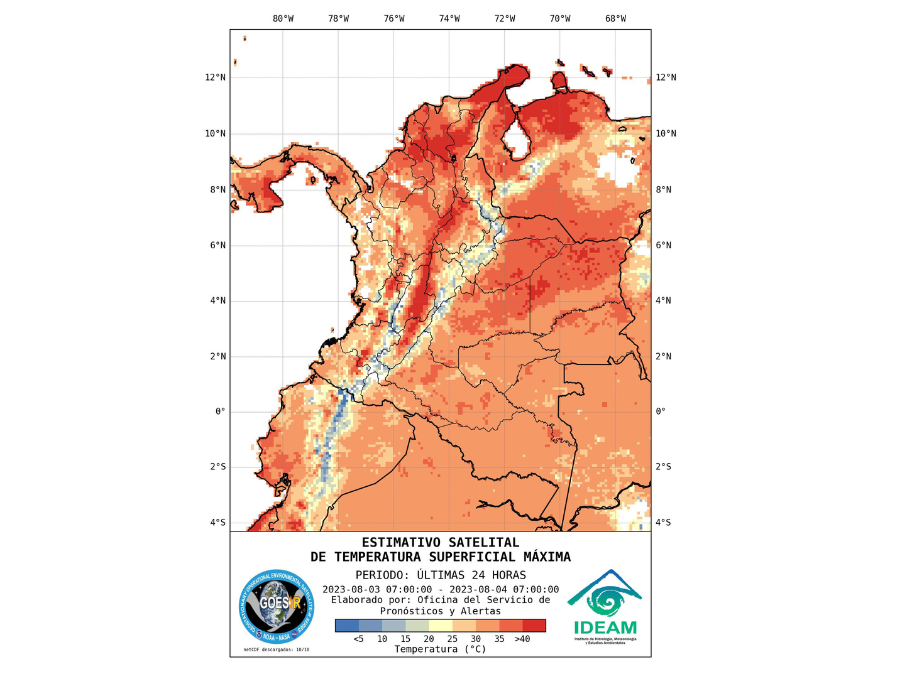 80°W 78°W 76°W 74°W 72°W 70°W 68°W
12°N 12°N
10°N 10°N
8°N 8°N
6°N 6°N
4°N 4°N
2°N 2°N
0° 0°
2°S 2°S
4°S 4°S
ESTIMATIVO SATELITAL
DE TEMPERATURA SUPERFICIAL MÁXIMA
PERIODO: ÚLTIMAS 24 HORAS
2023-08-03 07:00:00 - 2023-08-04 07:00:00
Elaborado por: Oficina del Servicio de
Pronósticos y Alertas
GOES-R
NOAA - NASA
IDEAM
Instituto de Hidrología, Meteorología
y Estudios Ambientales
<5 10 15 20 25 30 35 >40
Temperatura (°C)
netCDF descargados: 10/10